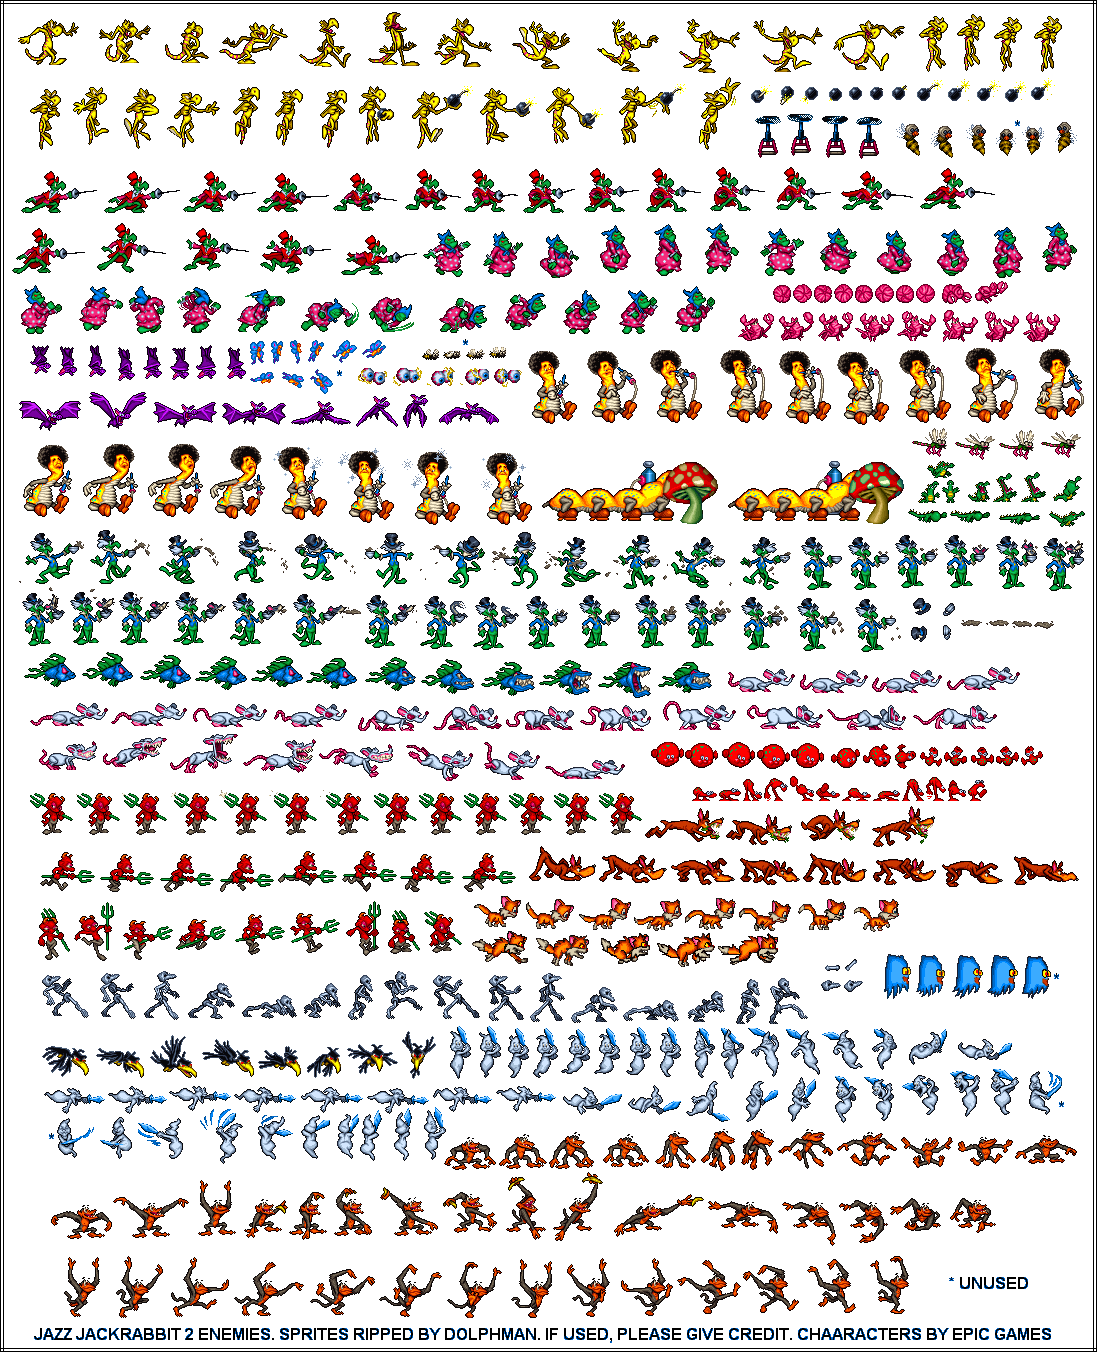 * UNUSED
JAZZ JACKRABBIT 2 ENEMIES. SPRITES RIPPED BY DOLPHMAN. IF USED, PLEASE GIVE CREDIT. CHAARACTERS BY EPIC GAMES